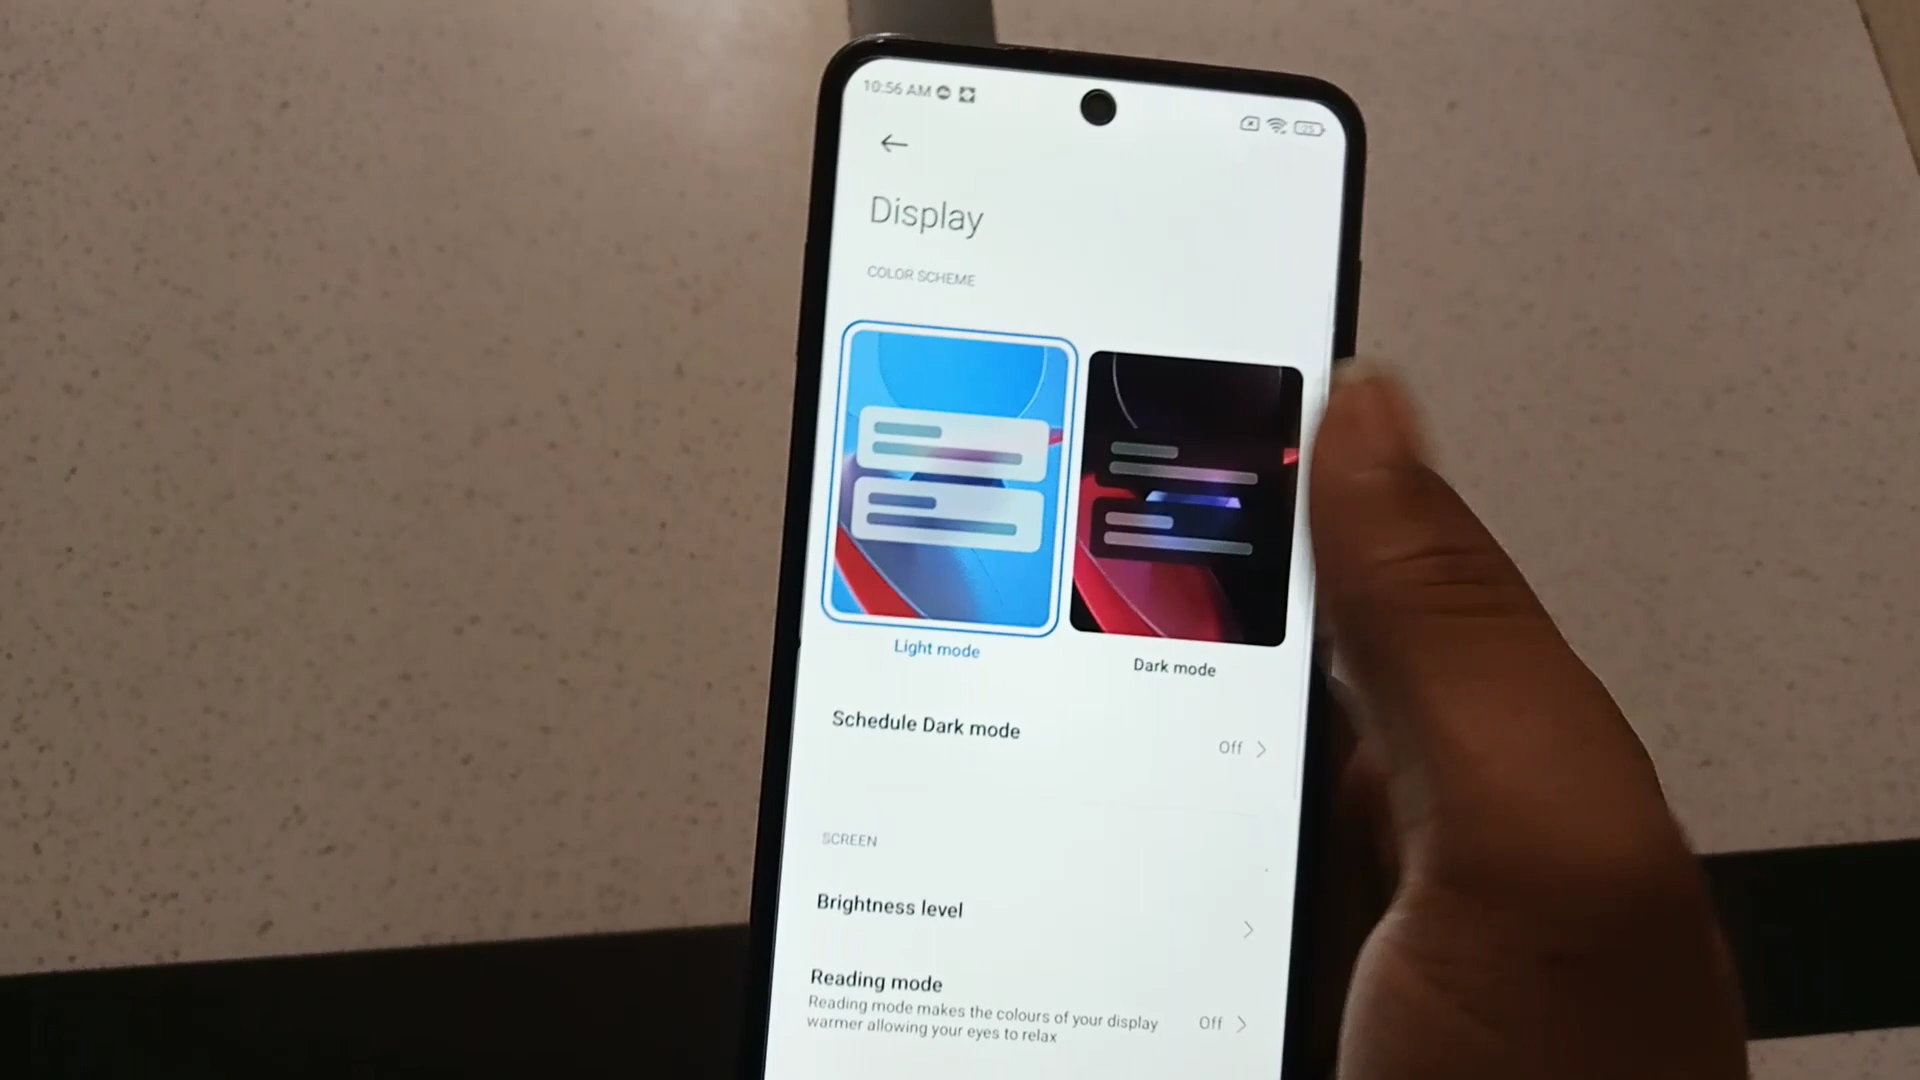 10:56 AM
25
Display
COLOR SCHEME
Light mode
Dark mode
Schedule Dark mode
Off
SCREEN
Brightness level
Reading mode
Reading mode makes the colours of your display
warmer allowing your eyes to relax
Off